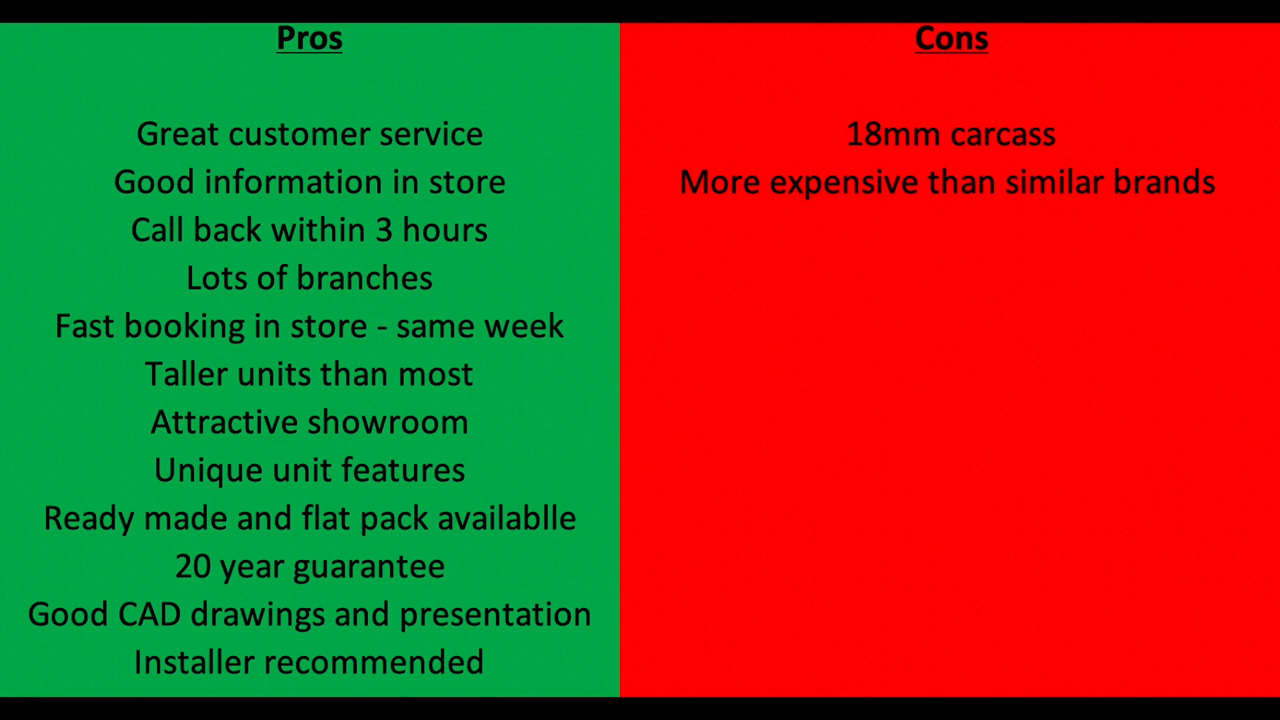 Pros
Great customer service
Good information in store
Call back within 3 hours
Lots of branches
Fast booking in store - same week
Taller units than most
Attractive showroom
Unique unit features
Ready made and flat pack availablle
20 year guarantee
Good CAD drawings and presentation
Installer recommended
Cons
18mm carcass
More expensive than similar brands